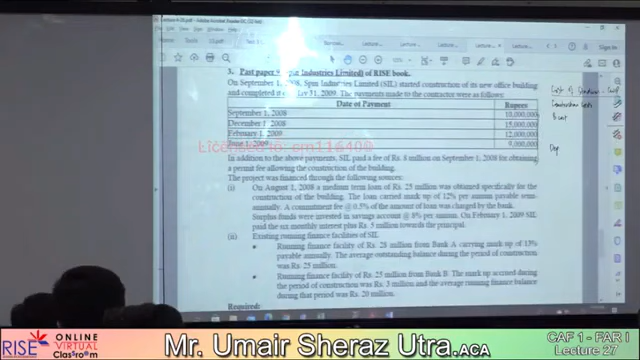 3. Past paper 9 (Spin Industries Limited) of RISE book.
On September 1, 2008, Spin Industries Limited (SIL) started construction of its new office building
and completed it on May 31, 2009. The payments made to the contractor were as follows:
Date of Payment Rupees
September 1, 2008 10,000,000
December 1, 2008 15,000,000
February 1, 2009 12,000,000
June 1, 2009 9,000,000
Licensed to:
In addition to the above payments, SIL paid a fee of Rs. 8 million on September 1, 2008 for obtaining
a permit allowing the construction of the building.
The project was financed through the following sources:
(i) On August 1, 2008 a medium term loan of Rs. 25 million was obtained specifically for the
construction of the building. The loan carried mark up of 12% per annum payable semi-
annually. A commitment fee @ 0.5% of the amount of loan was charged by the bank.
Surplus funds were invested in savings account @ 8% per annum. On February 1, 2009 SIL
paid the six monthly interest plus Rs. 5 million towards the principal.
(ii) Existing running finance facilities of SIL
• Running finance facility of Rs. 28 million from Bank A carrying mark up of 13%
payable annually. The average outstanding balance during the period of construction
was Rs. 25 million.
• Running finance facility of Rs. 25 million from Bank B. The mark up accrued during
the period of construction was Rs. 3 million and the average running finance balance
during that period was Rs. 20 million.
Required:
RISE ONLINE VIRTUAL Classroom
Mr. Umair Sheraz Utra.ACA
CAF 1 - FAR I
Lecture 27